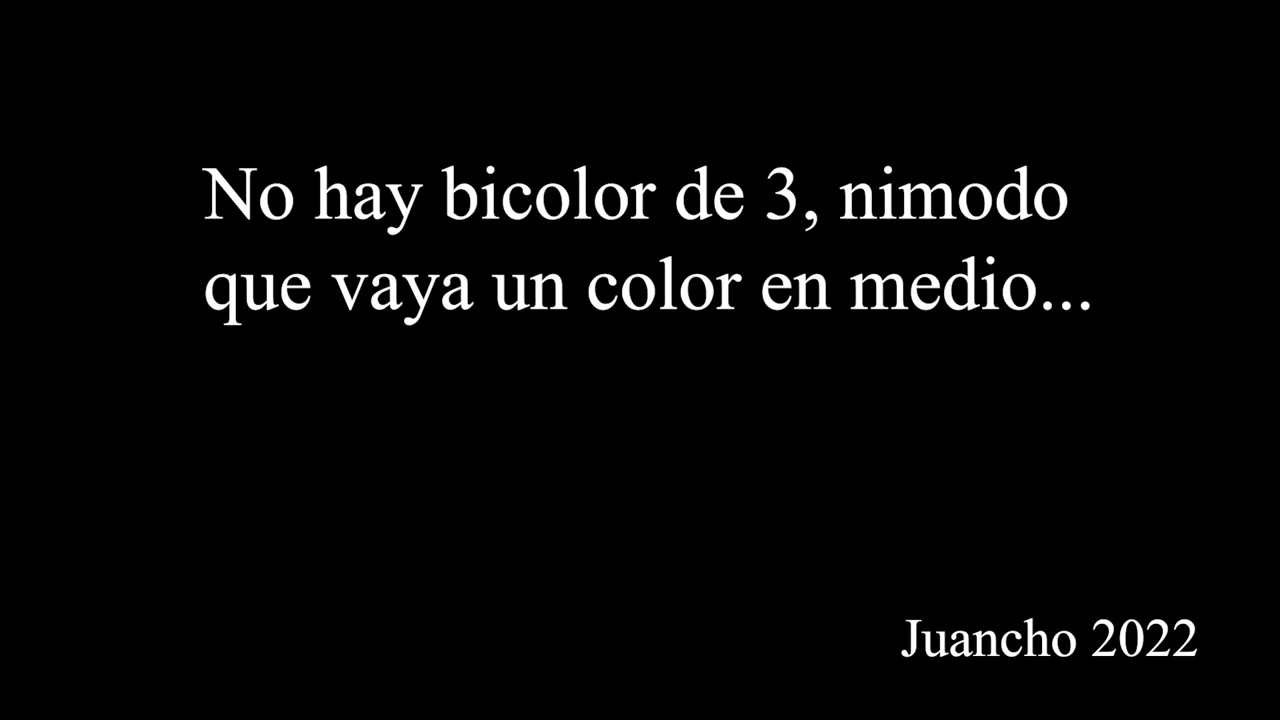 No hay bicolor de 3, nimodo
que vaya un color en medio...
Juancho 2022